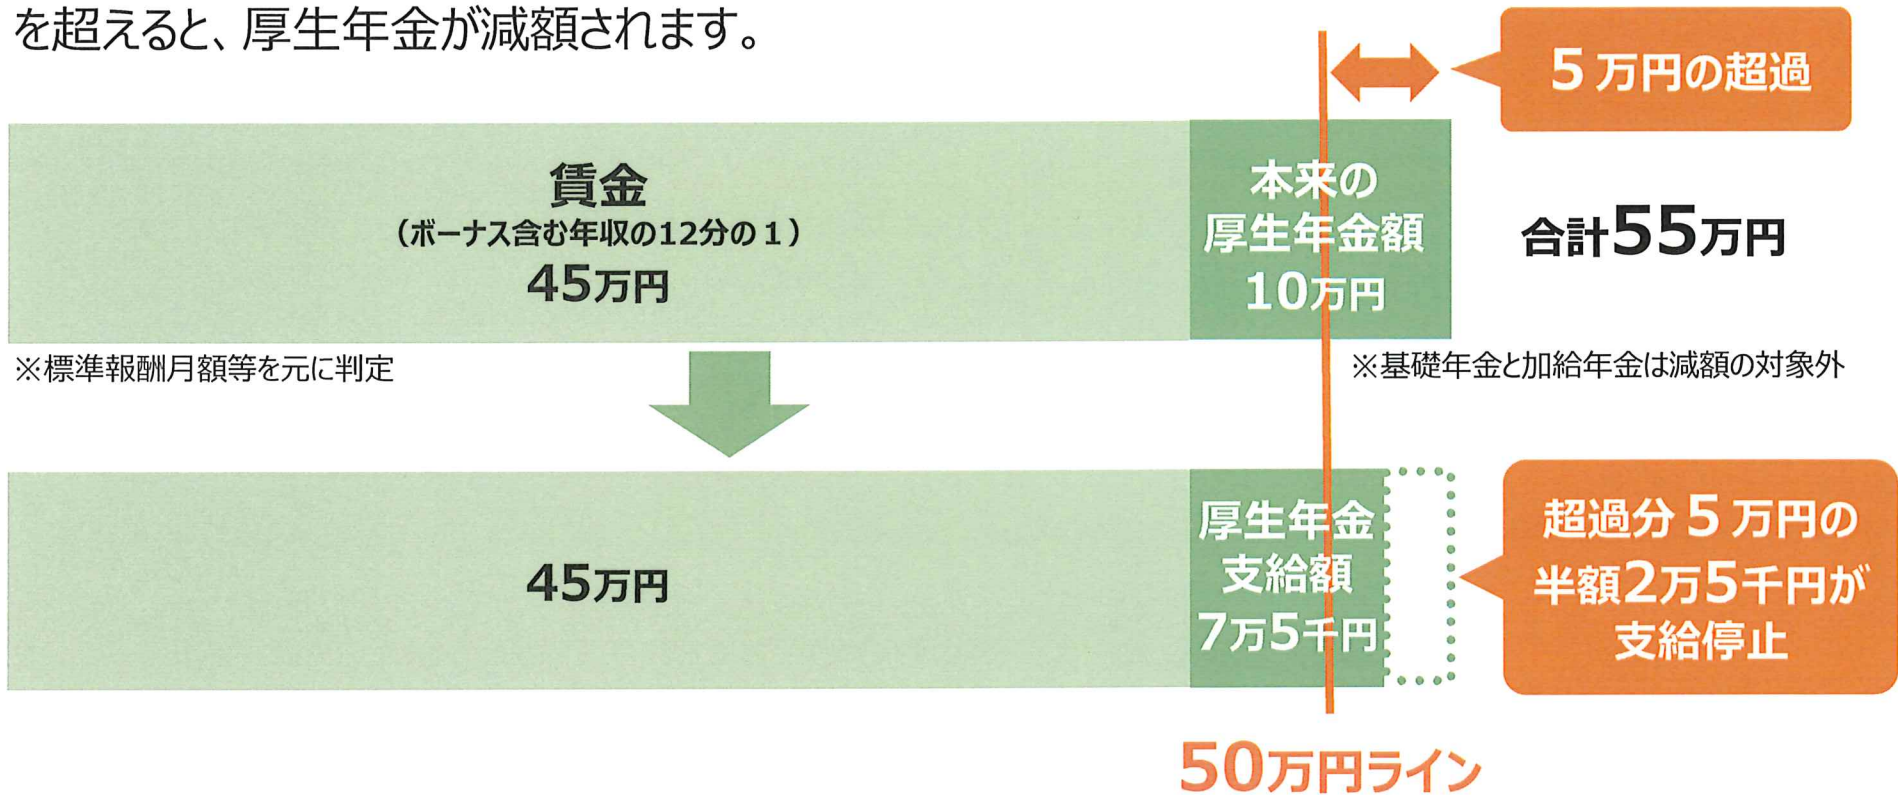 を超えると、厚生年金が減額されます。
5万円の超過
賃金
（ボーナス含む年収の12分の1）
45万円
本来の
厚生年金額
10万円
合計55万円
※標準報酬月額等を元に判定
※基礎年金と加給年金は減額の対象外
45万円
厚生年金
支給額
7万5千円
超過分5万円の
半額2万5千円が
支給停止
50万円ライン